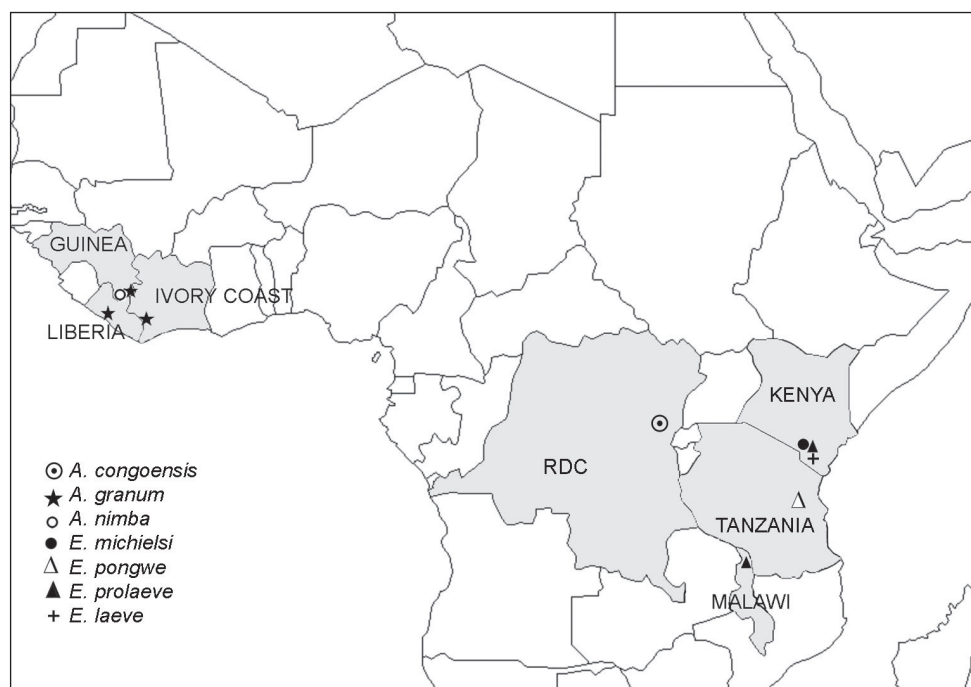 GUINEA
IVORY COAST
LIBERIA
KENYA
RDC
TANZANIA
MALAWI
A. congoensis
A. granum
A. nimba
E. michielsi
E. pongwe
E. prolaeve
E. laeve